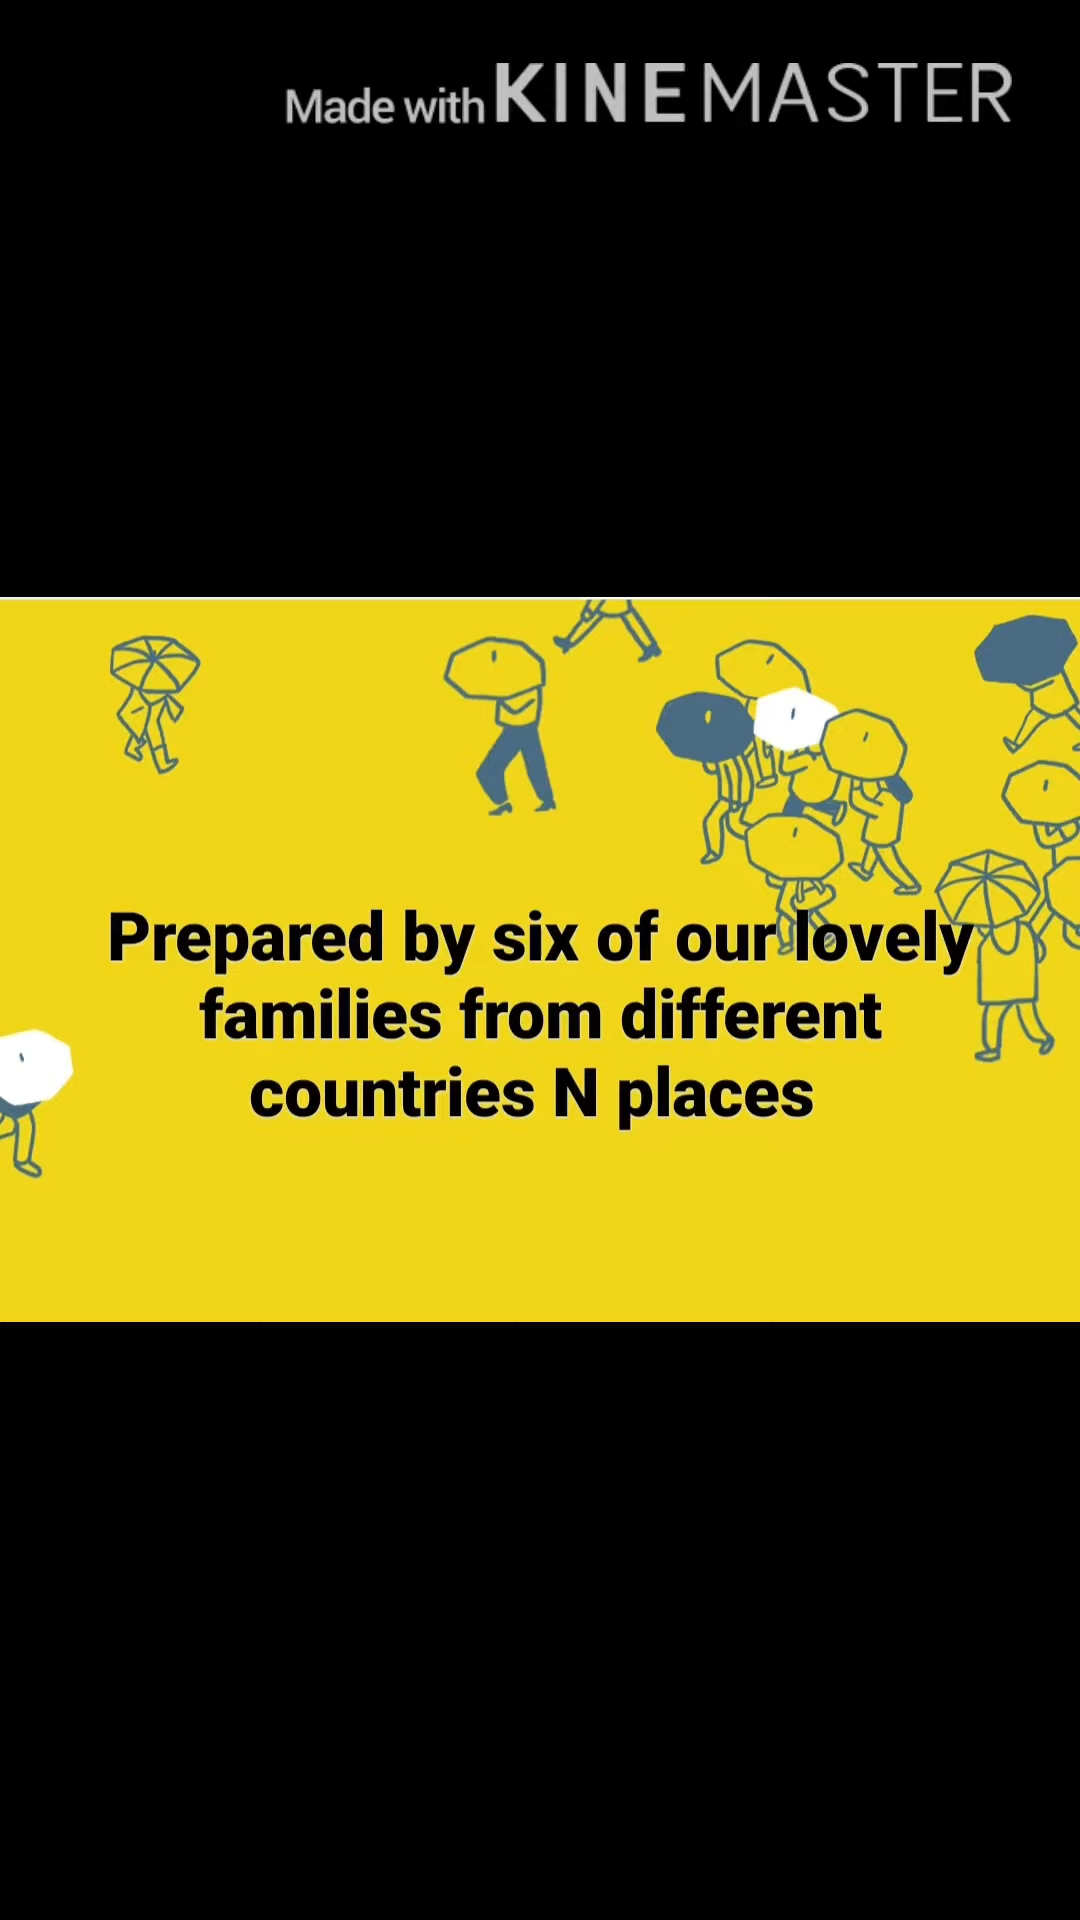 Made with KINEMASTER
Prepared by six of our lovely
families from different
countries N places